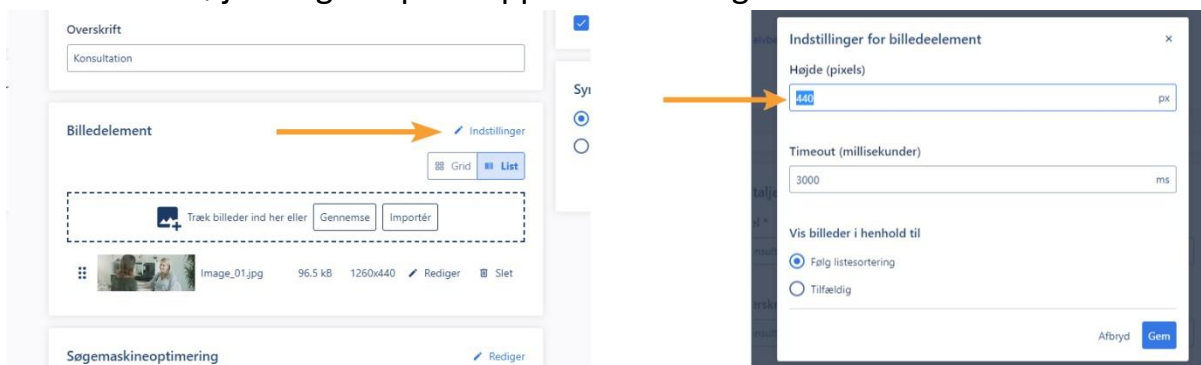 Overskrift
Konsultation
Billedelement
Indstillinger
Grid List
Træk billeder ind her eller Gennemse Importér
Image_01.jpg 96.5 kB 1260x440 Rediger Slet
Søgemaskineoptimering Rediger
Indstillinger for billedeelement ×
Højde (pixels)
440 px
Timeout (millisekunder)
3000 ms
Vis billeder i henhold til
Følg listesortering
Tilfældig
Afbryd Gem